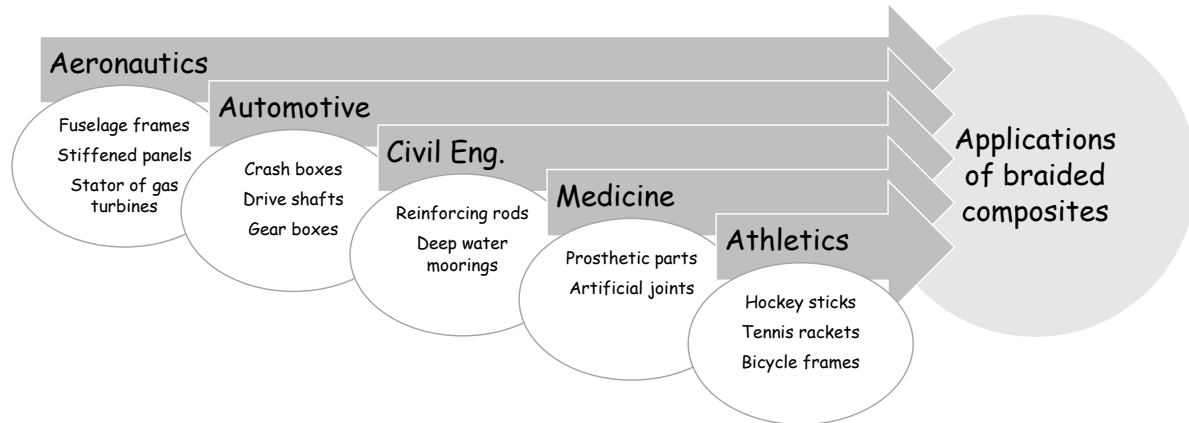 Aeronautics
Fuselage frames
Stiffened panels
Stator of gas
turbines
Automotive
Crash boxes
Drive shafts
Gear boxes
Civil Eng.
Reinforcing rods
Deep water
moorings
Medicine
Prosthetic parts
Artificial joints
Athletics
Hockey sticks
Tennis rackets
Bicycle frames
Applications
of braided
composites